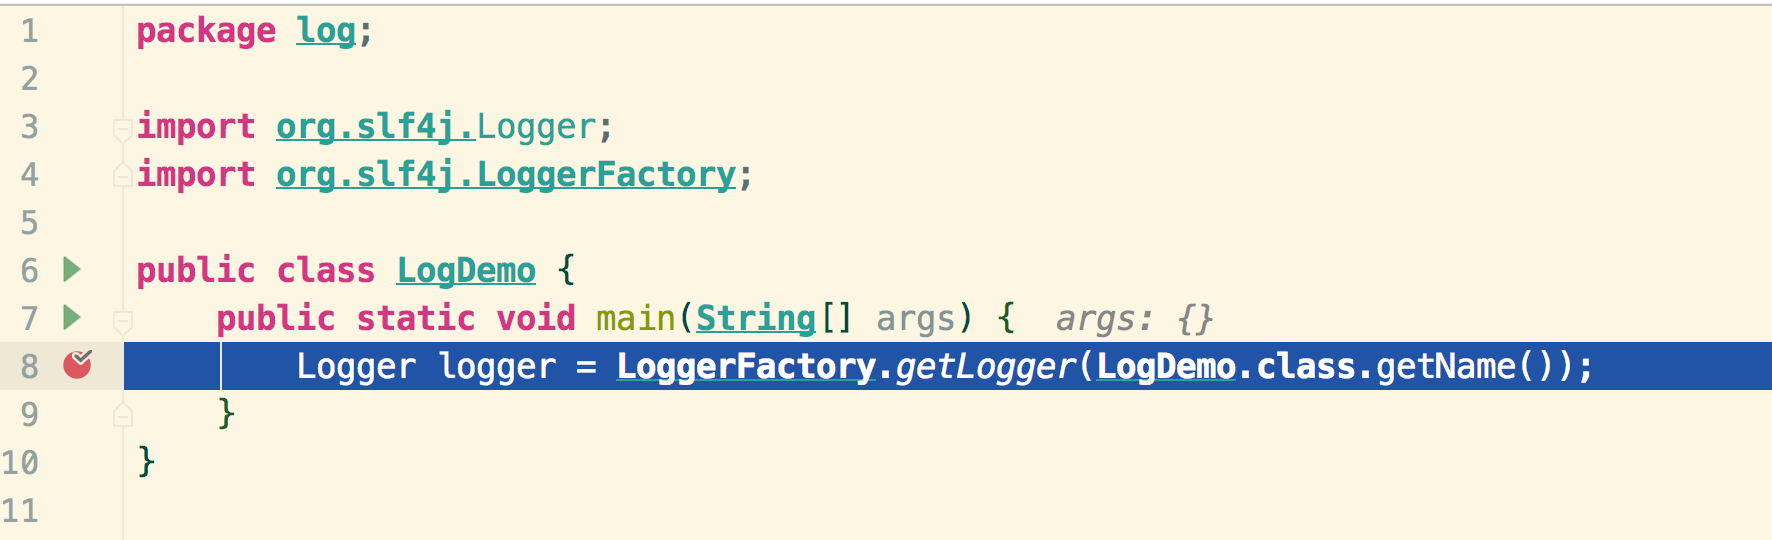 1 package log;
2
3 import org.slf4j.Logger;
4 import org.slf4j.LoggerFactory;
5
6 public class LogDemo {
7     public static void main(String[] args) {  args: {}
8         Logger logger = LoggerFactory.getLogger(LogDemo.class.getName());
9     }
10 }
11